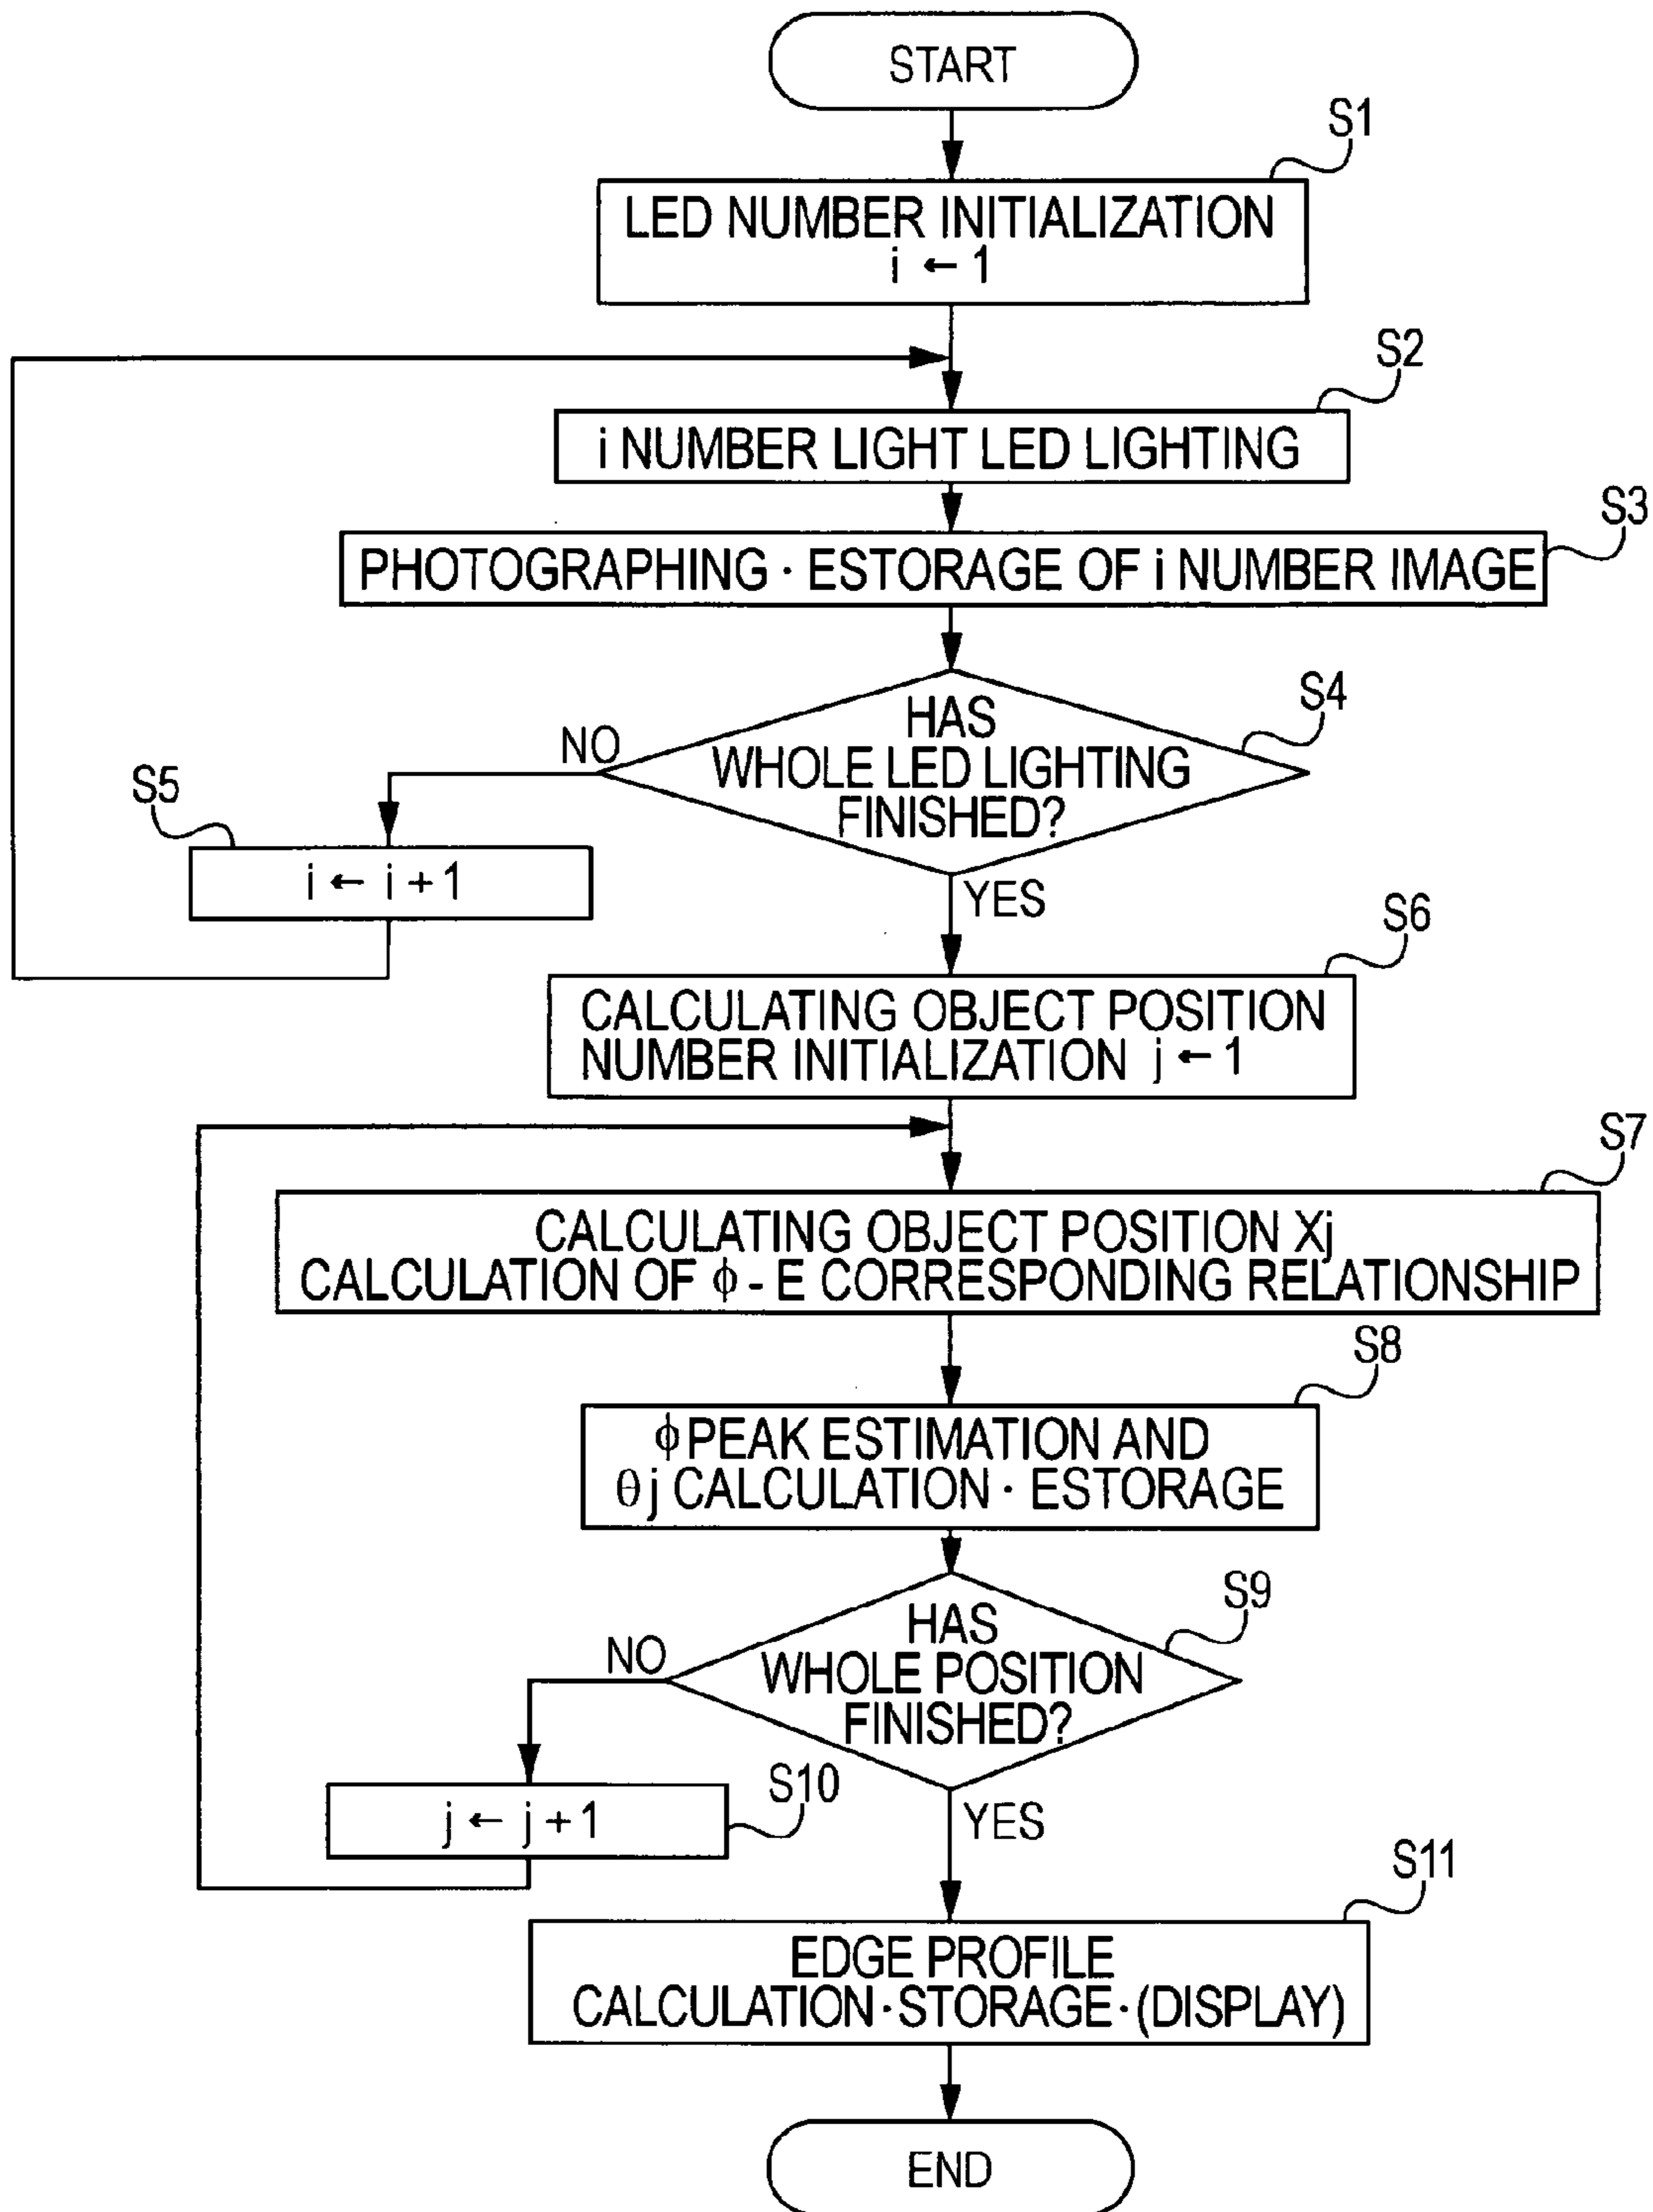 START
S1
LED NUMBER INITIALIZATION
i ← 1
S2
i NUMBER LIGHT LED LIGHTING
S3
PHOTOGRAPHING · ESTORAGE OF i NUMBER IMAGE
S4
HAS
WHOLE LED LIGHTING
FINISHED?
NO
S5
i ← i + 1
YES
S6
CALCULATING OBJECT POSITION
NUMBER INITIALIZATION j ← 1
S7
CALCULATING OBJECT POSITION Xj
CALCULATION OF ϕ - E CORRESPONDING RELATIONSHIP
S8
ϕ PEAK ESTIMATION AND
θ j CALCULATION · ESTORAGE
S9
HAS
WHOLE POSITION
FINISHED?
NO
S10
j ← j + 1
YES
S11
EDGE PROFILE
CALCULATION · STORAGE · (DISPLAY)
END